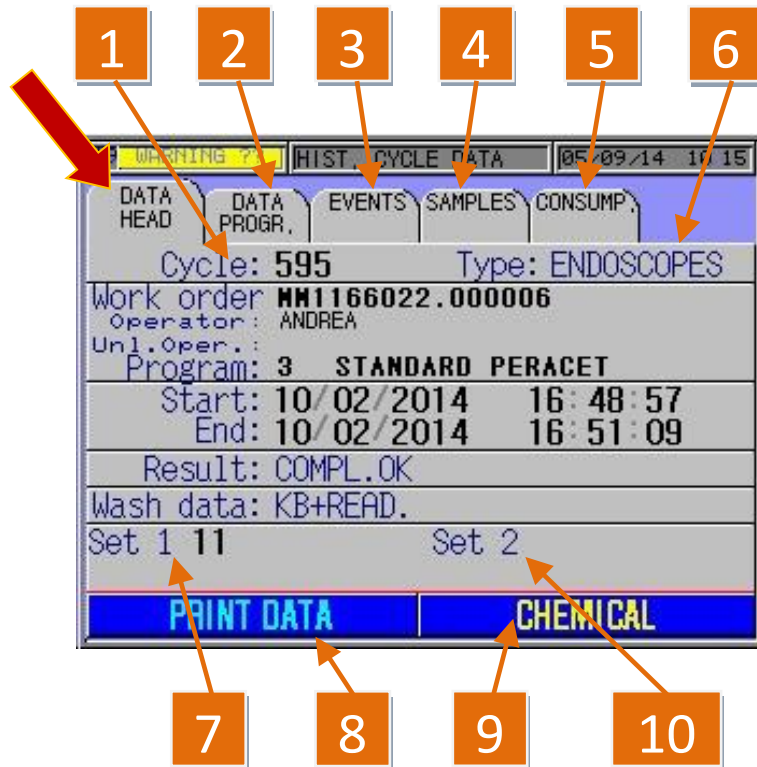 1 2 3 4 5 6
WARNING ?? HIST. CYCLE DATA 05/09/14 10 15
DATA HEAD DATA PROGR. EVENTS SAMPLES CONSUMP.
Cycle: 595 Type: ENDOSCOPES
Work order MM1166022.000006
Operator: ANDREA
Unl.Oper.:
Program: 3 STANDARD PERACET
Start: 10/02/2014 16:48:57
End: 10/02/2014 16:51:09
Result: COMPL.OK
Wash data: KB+READ.
Set 1 11 Set 2
PRINT DATA CHEMICAL
7 8 9 10